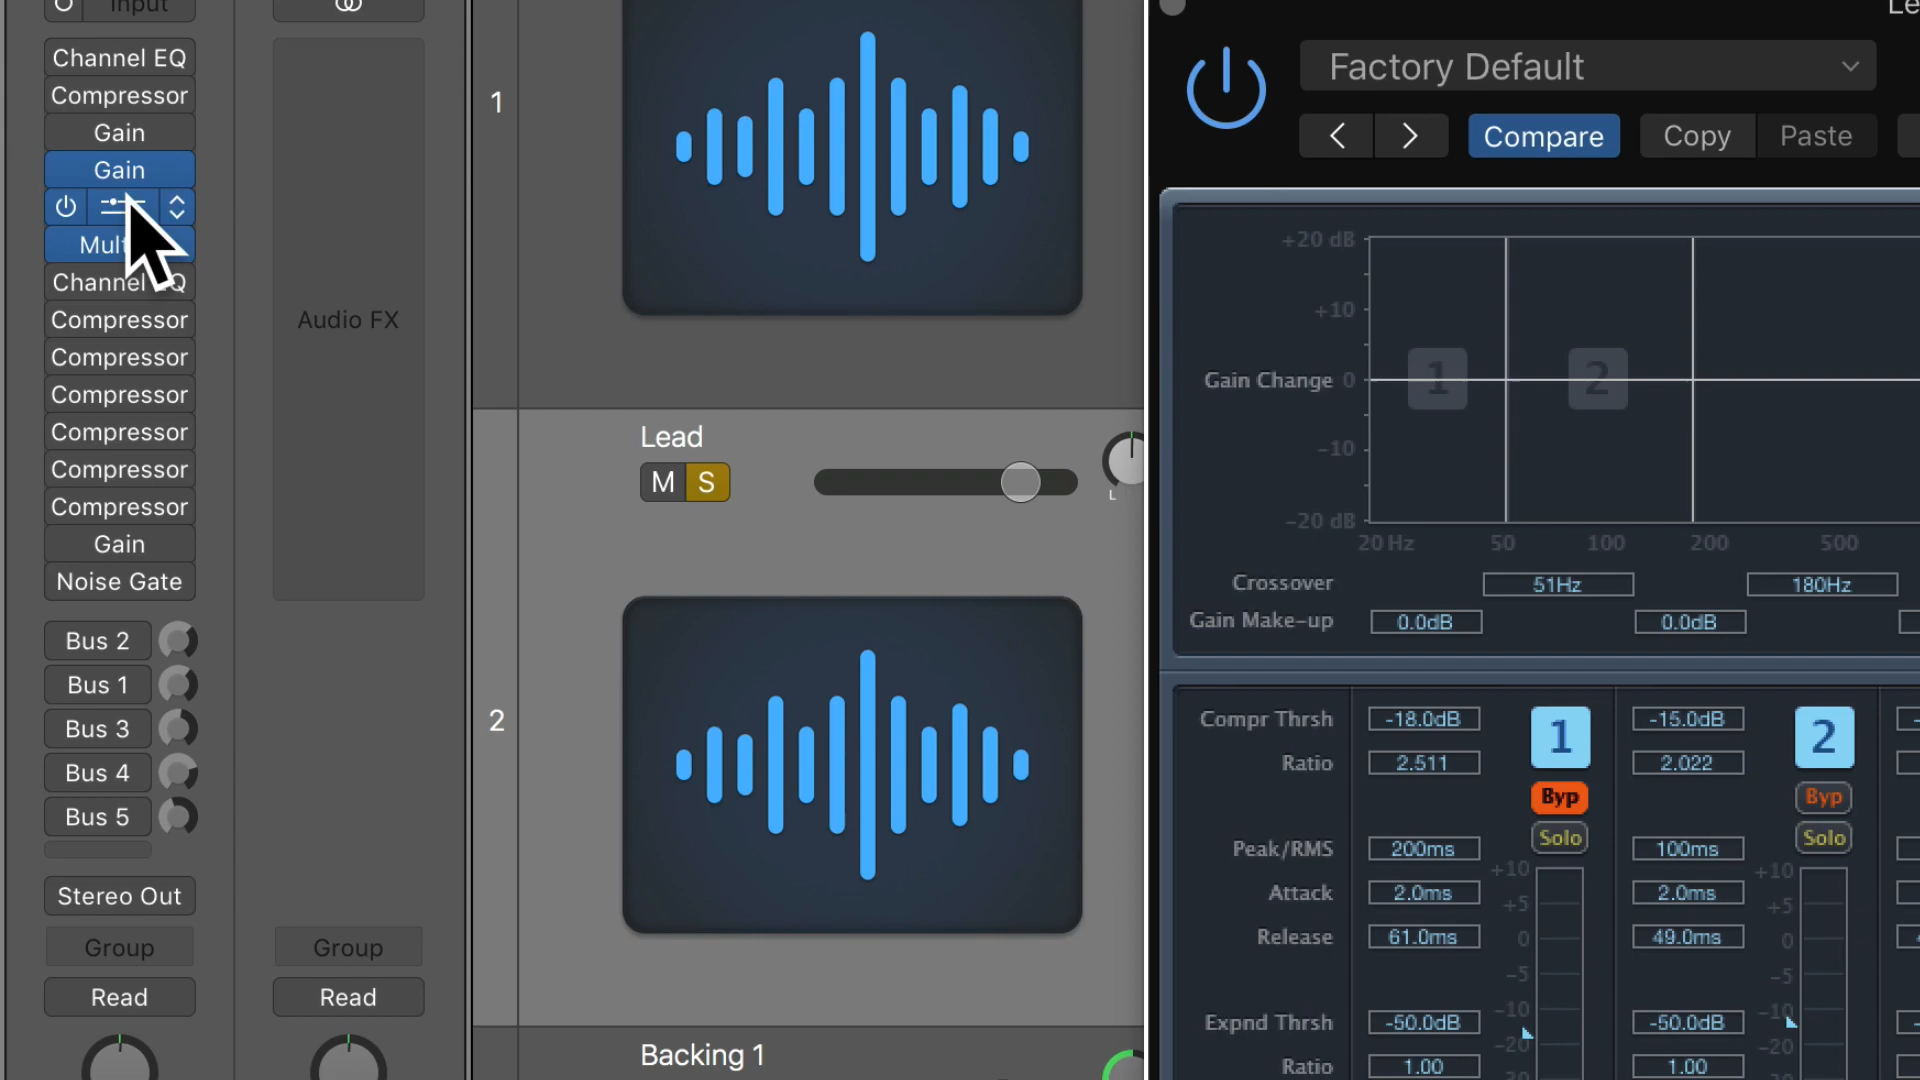 Input
Channel EQ
Compressor
Gain
Gain
Channel EQ
Compressor
Compressor
Compressor
Compressor
Compressor
Compressor
Gain
Noise Gate
Bus 2
Bus 1
Bus 3
Bus 4
Bus 5
Stereo Out
Group
Read
Audio FX
Group
Read
1
Lead
M S
L
2
Backing 1
Factory Default
Compare Copy Paste
+20 dB
+10
Gain Change 0
-10
-20 dB
1 2
20 Hz 50 100 200 500
Crossover 51Hz 180Hz
Gain Make-up 0.0dB 0.0dB
Compr Thrsh -18.0dB 1 -15.0dB 2
Ratio 2.511 2.022
Byp Byp
Solo Solo
Peak/RMS 200ms 100ms
+10 +10
Attack 2.0ms 2.0ms
+5 +5
Release 61.0ms 0 49.0ms 0
-5 -5
-10 -10
Expnd Thrsh -50.0dB -50.0dB
-20 -20
Ratio 1.00 1.00